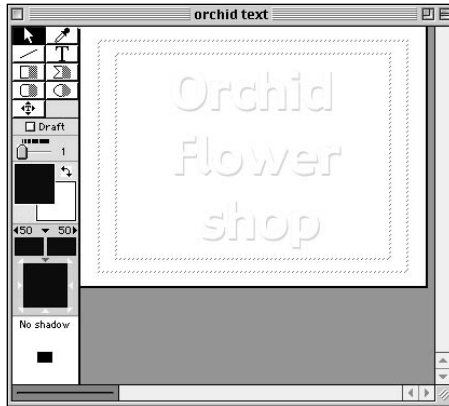 orchid text
T
Draft
1
50 50
No shadow
Orchid
Flower
shop